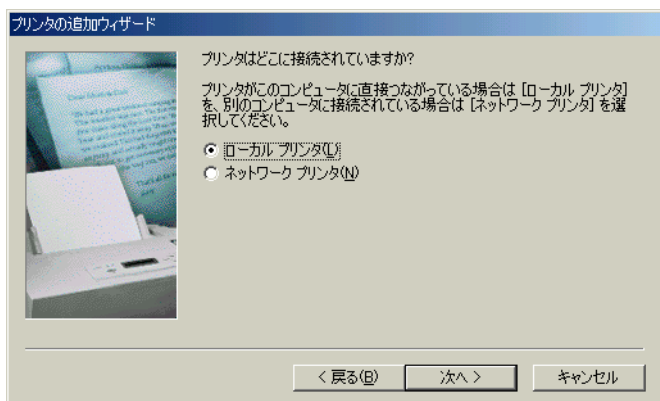 プリンタの追加ウィザード
プリンタはどこに接続されていますか?
プリンタがこのコンピュータに直接つながっている場合は [ローカル プリンタ]
を、別のコンピュータに接続されている場合は [ネットワーク プリンタ] を選
択してください。
ローカル プリンタ(L)
ネットワーク プリンタ(N)
< 戻る(B)
次へ >
キャンセル